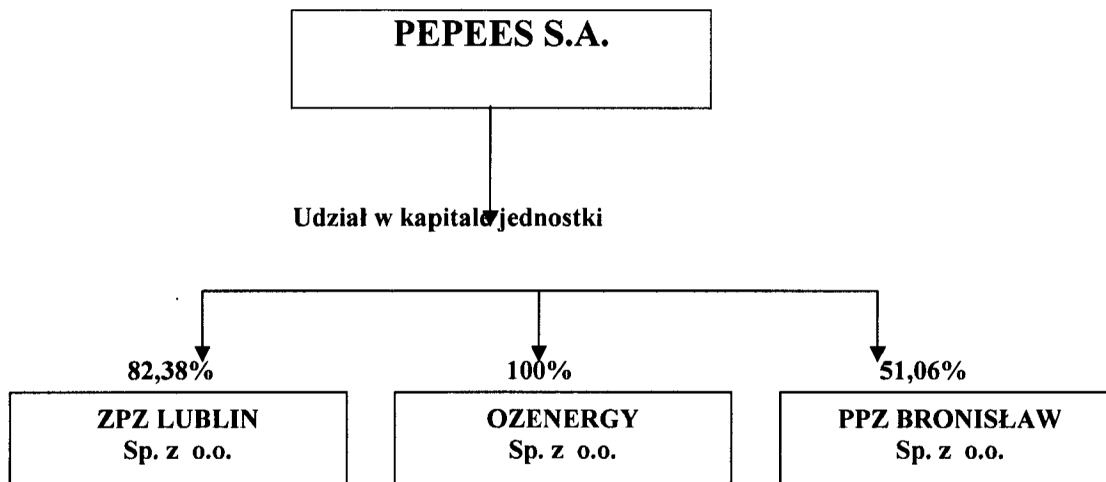 PEPEES S.A.
Udział w kapitale jednostki
82,38%
100%
51,06%
ZPZ LUBLIN
Sp. z o.o.
OZENERGY
Sp. z o.o.
PPZ BRONISŁAW
Sp. z o.o.